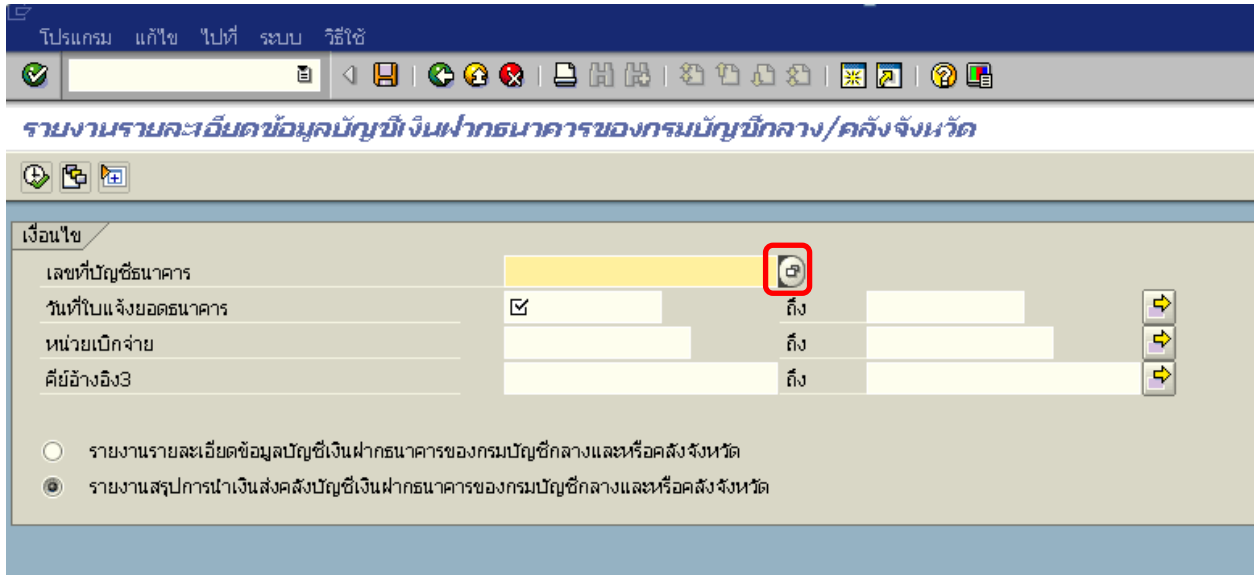 โปรแกรม แก้ไข ไปที่ ระบบ วิธีใช้
รายงานรายละเอียดข้อมูลบัญชีเงินฝากธนาคารของกรมบัญชีกลาง/คลังจังหวัด
เงื่อนไข
เลขที่บัญชีธนาคาร
วันที่ใบแจ้งยอดธนาคาร ถึง
หน่วยเบิกจ่าย ถึง
คีย์อ้างอิง3 ถึง
รายงานรายละเอียดข้อมูลบัญชีเงินฝากธนาคารของกรมบัญชีกลางและหรือคลังจังหวัด
รายงานสรุปการนำเงินส่งคลังบัญชีเงินฝากธนาคารของกรมบัญชีกลางและหรือคลังจังหวัด